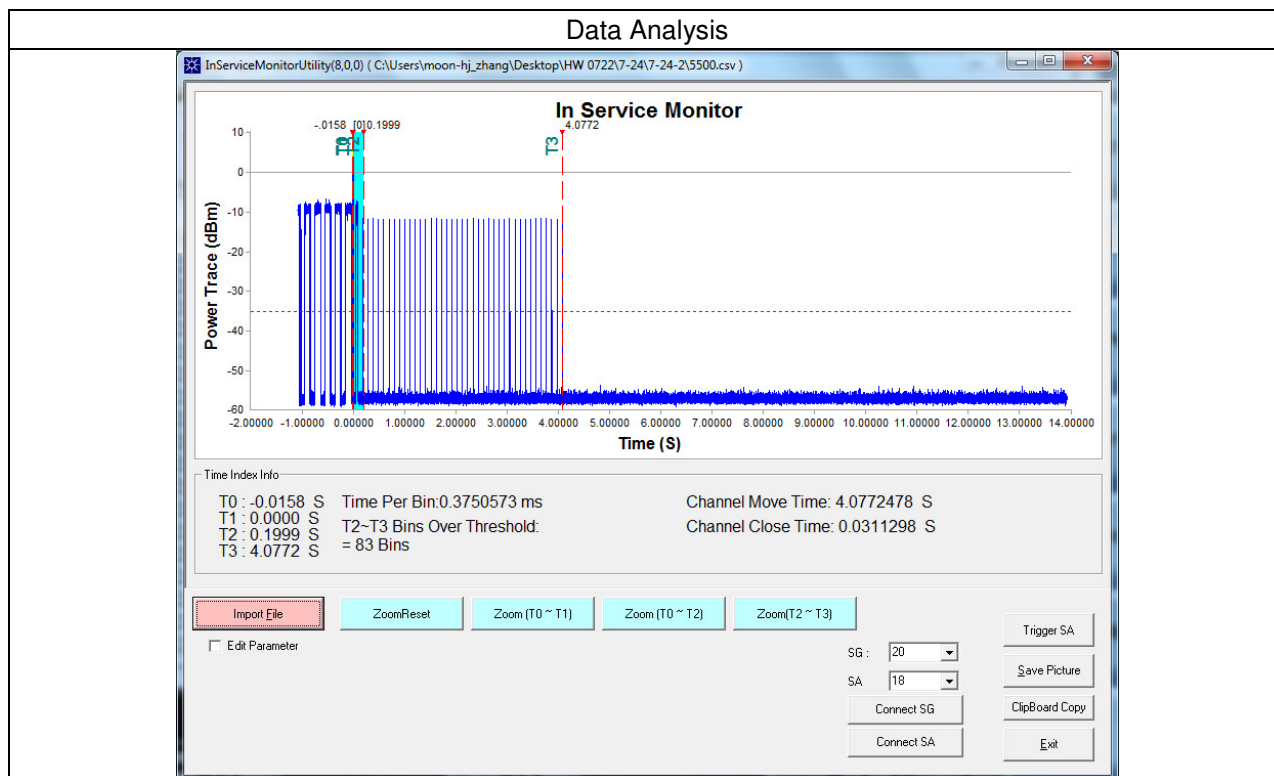 Data Analysis
InServiceMonitorUtility(8,0,0) ( C:\Users\moon-hj_zhang\Desktop\HW 0722\7-24\7-24-2\5500.csv )
In Service Monitor
-.0158 [0]0.1999 4.0772
T2 T3
10
0
-10
-20
-30
-40
-50
-60
Power Trace (dBm)
-2.00000 -1.00000 0.00000 1.00000 2.00000 3.00000 4.00000 5.00000 6.00000 7.00000 8.00000 9.00000 10.00000 11.00000 12.00000 13.00000 14.00000
Time (S)
Time Index Info
T0 : -0.0158 S
T1 : 0.0000 S
T2 : 0.1999 S
T3 : 4.0772 S
Time Per Bin:0.3750573 ms
T2~T3 Bins Over Threshold:
= 83 Bins
Channel Move Time: 4.0772478 S
Channel Close Time: 0.0311298 S
Import File ZoomReset Zoom (T0 ~ T1) Zoom (T0 ~ T2) Zoom(T2 ~ T3)
Edit Parameter
SG : 20
SA 18
Connect SG
Connect SA
Trigger SA
Save Picture
ClipBoard Copy
Exit